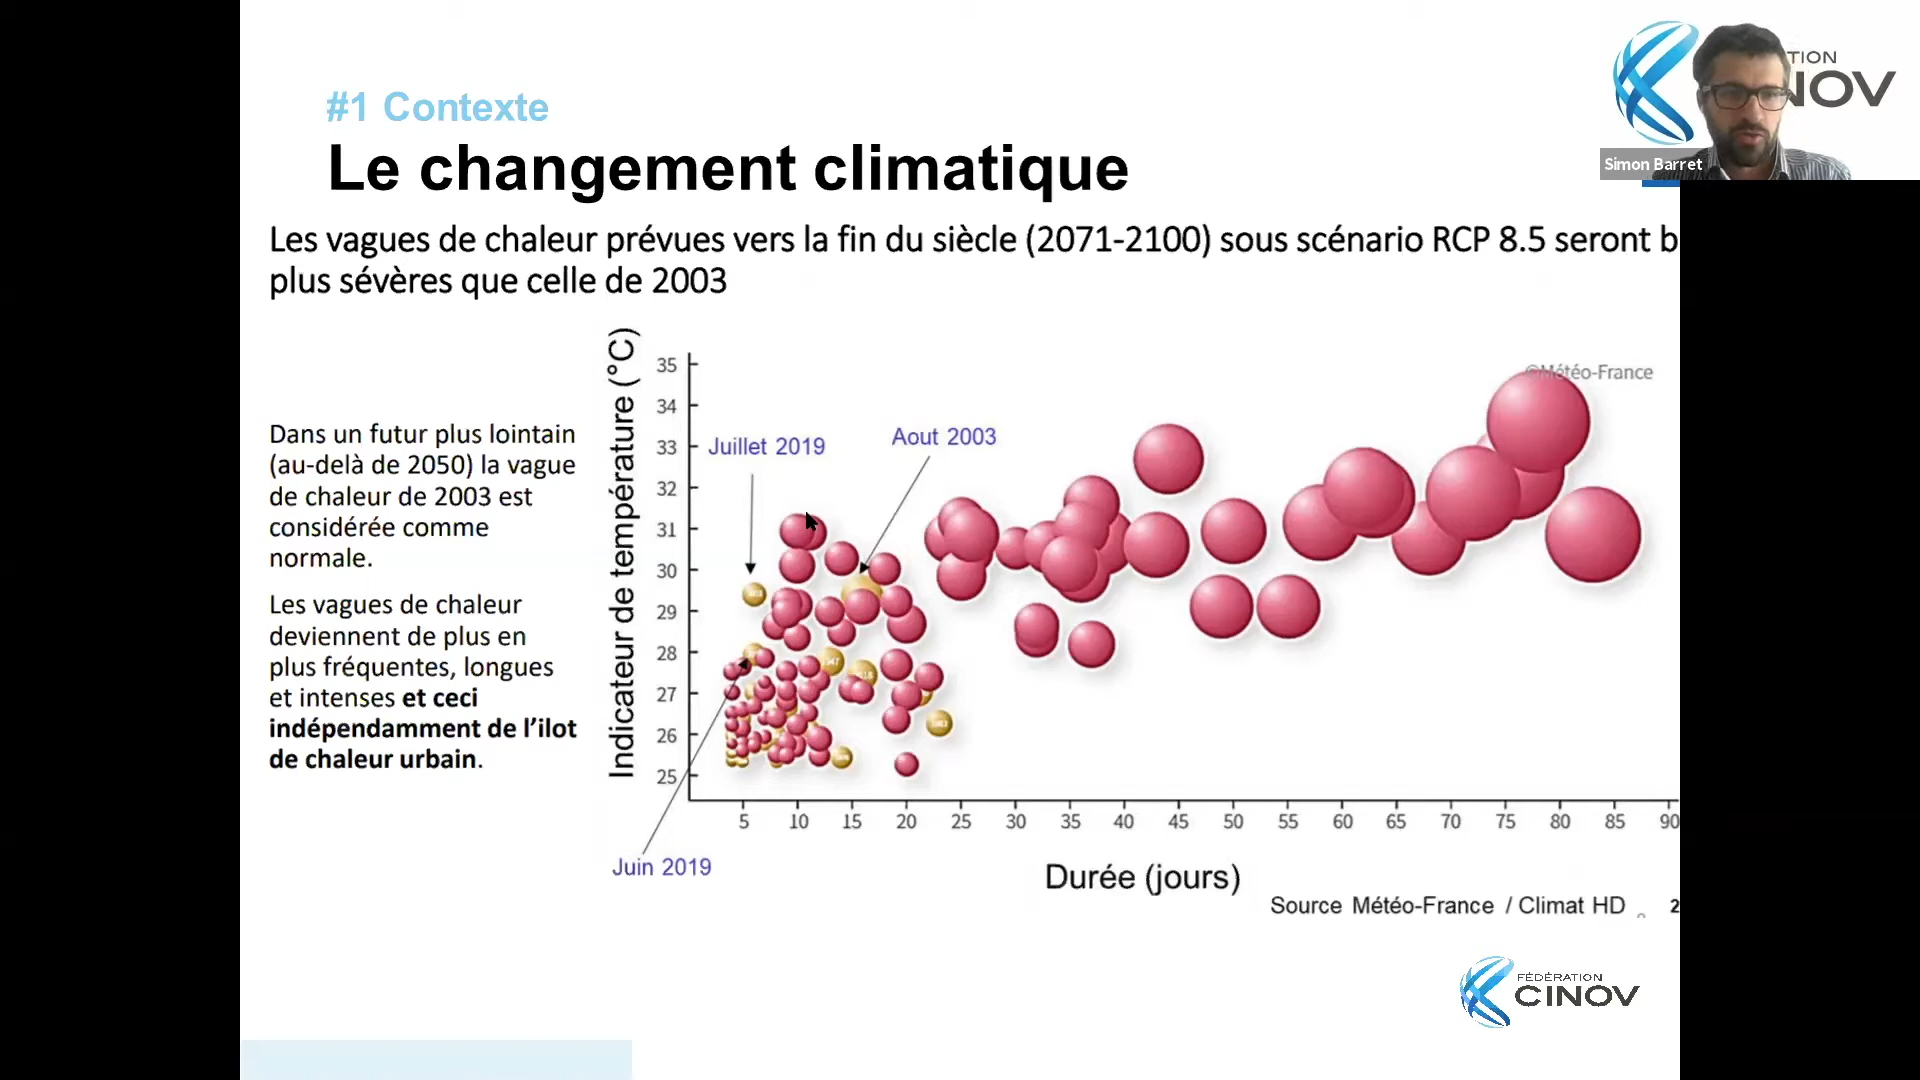 #1 Contexte
Le changement climatique
Les vagues de chaleur prévues vers la fin du siècle (2071-2100) sous scénario RCP 8.5 seront b
plus sévères que celle de 2003
Dans un futur plus lointain
(au-delà de 2050) la vague
de chaleur de 2003 est
considérée comme
normale.
Les vagues de chaleur
deviennent de plus en
plus fréquentes, longues
et intenses et ceci
indépendamment de l’ilot
de chaleur urbain.
Indicateur de température (°C)
35
34
33
32
31
30
29
28
27
26
25
Juillet 2019
Aout 2003
Juin 2019
©Météo-France
5 10 15 20 25 30 35 40 45 50 55 60 65 70 75 80 85 90
Durée (jours)
Source Météo-France / Climat HD
2
FÉDÉRATION
CINOV
TION
NOV
Simon Barret